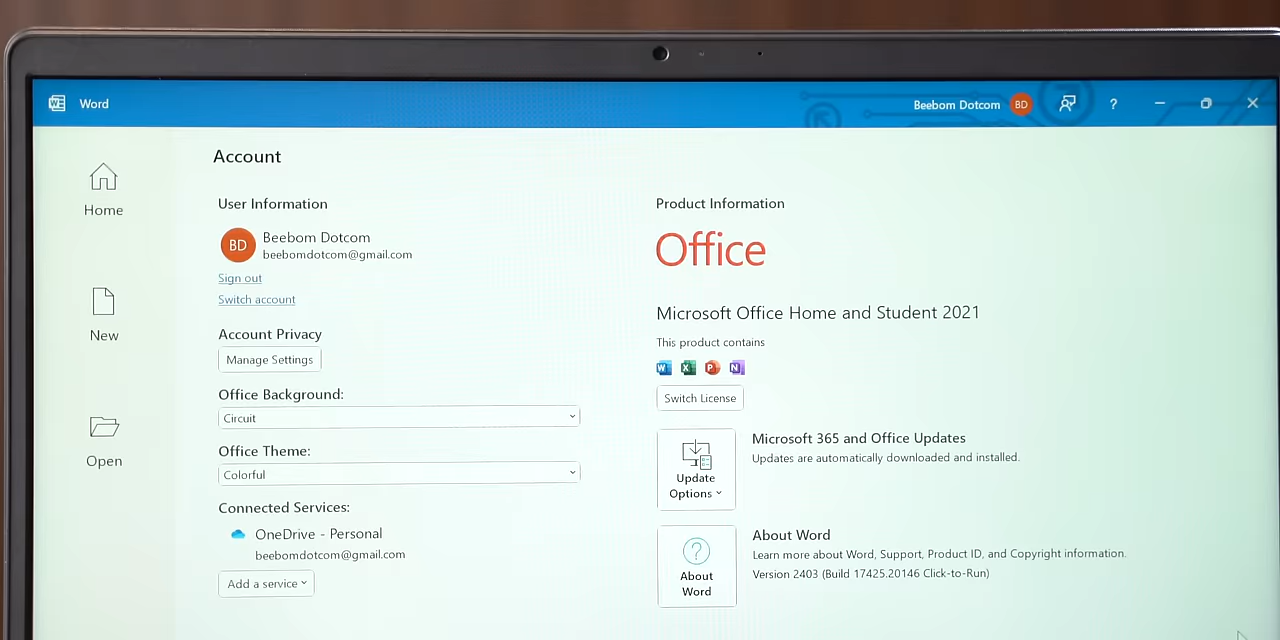 Word
Beebom Dotcom BD ?
Account
Home
New
Open
User Information
BD Beebom Dotcom
beebomdotcom@gmail.com
Sign out
Switch account
Account Privacy
Manage Settings
Office Background:
Circuit
Office Theme:
Colorful
Connected Services:
OneDrive - Personal
beebomdotcom@gmail.com
Add a service
Product Information
Office
Microsoft Office Home and Student 2021
This product contains
W X P N
Switch License
Update
Options
Microsoft 365 and Office Updates
Updates are automatically downloaded and installed.
?
About
Word
About Word
Learn more about Word, Support, Product ID, and Copyright information.
Version 2403 (Build 17425.20146 Click-to-Run)